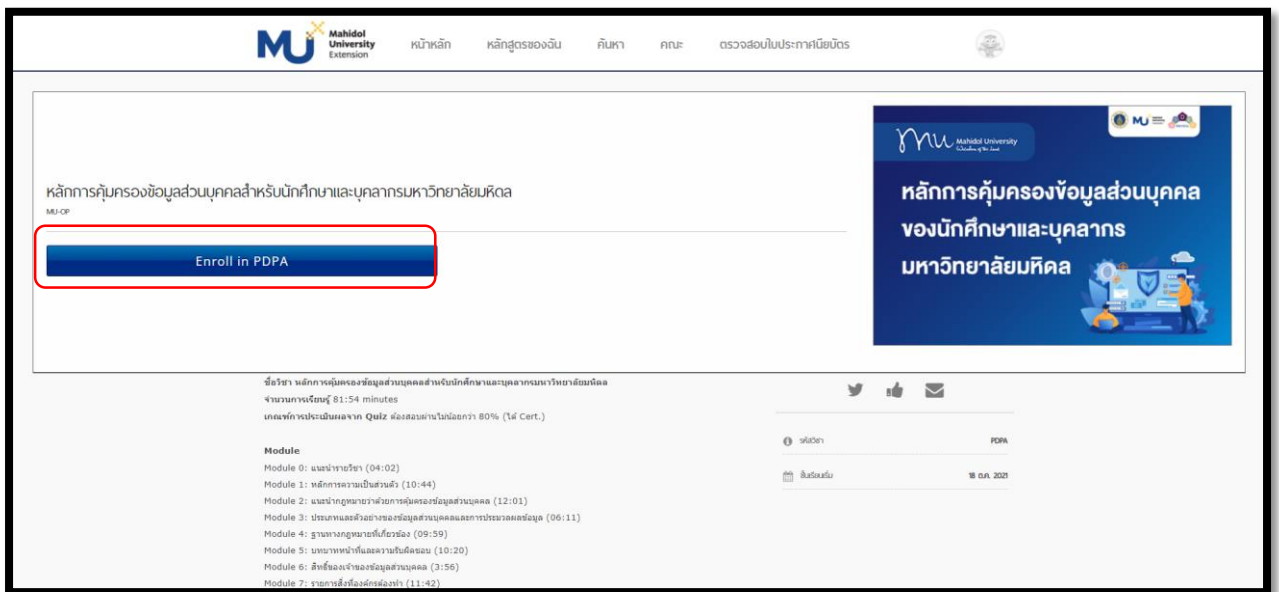 Mahidol
University
Extension
หน้าหลัก หลักสูตรของฉัน ค้นหา คณะ ตรวจสอบใบประกาศนียบัตร
MU Mahidol University
หลักการคุ้มครองข้อมูลส่วนบุคคล
ของนักศึกษาและบุคลากร
มหาวิทยาลัยมหิดล
หลักการคุ้มครองข้อมูลส่วนบุคคลสำหรับนักศึกษาและบุคลากรมหาวิทยาลัยมหิดล
MU-OP
Enroll in PDPA
ชื่อวิชา หลักการคุ้มครองข้อมูลส่วนบุคคลสำหรับนักศึกษาและบุคลากรมหาวิทยาลัยมหิดล
จำนวนการเรียนรู้ 81:54 minutes
เกณฑ์การประเมินผลจาก Quiz ต้องสอบผ่านไม่น้อยกว่า 80% (ได้ Cert.)
Module
Module 0: แนะนำรายวิชา (04:02)
Module 1: หลักการความเป็นส่วนตัว (10:44)
Module 2: แนะนำกฎหมายว่าด้วยการคุ้มครองข้อมูลส่วนบุคคล (12:01)
Module 3: ประเภทและตัวอย่างของข้อมูลส่วนบุคคลและการประมวลผลข้อมูล (06:11)
Module 4: ฐานทางกฎหมายที่เกี่ยวข้อง (09:59)
Module 5: บทบาทหน้าที่และความรับผิดชอบ (10:20)
Module 6: สิทธิ์ของเจ้าของข้อมูลส่วนบุคคล (3:56)
Module 7: รายการสิ่งที่องค์กรต้องทำ (11:42)
รหัสวิชา PDPA
ชั้นเรียนเริ่ม 18 ต.ค. 2021